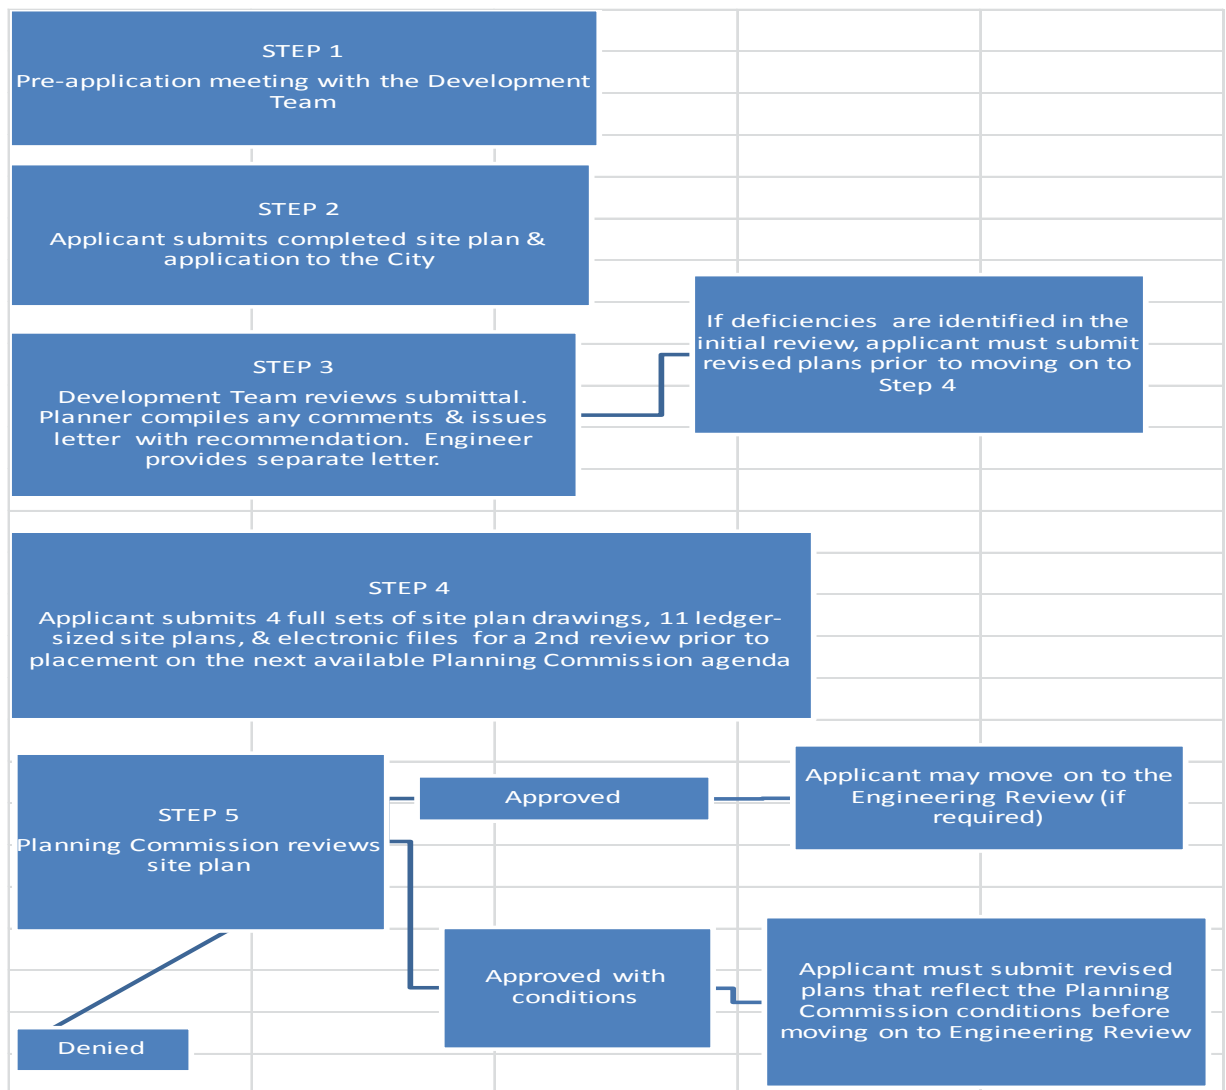 STEP 1
Pre-application meeting with the Development
Team
STEP 2
Applicant submits completed site plan &
application to the City
If deficiencies are identified in the
initial review, applicant must submit
revised plans prior to moving on to
Step 4
STEP 3
Development Team reviews submittal.
Planner compiles any comments & issues
letter with recommendation. Engineer
provides separate letter.
STEP 4
Applicant submits 4 full sets of site plan drawings, 11 ledger-
sized site plans, & electronic files for a 2nd review prior to
placement on the next available Planning Commission agenda
STEP 5
Planning Commission reviews
site plan
Approved
Applicant may move on to the
Engineering Review (if
required)
Approved with
conditions
Applicant must submit revised
plans that reflect the Planning
Commission conditions before
moving on to Engineering Review
Denied